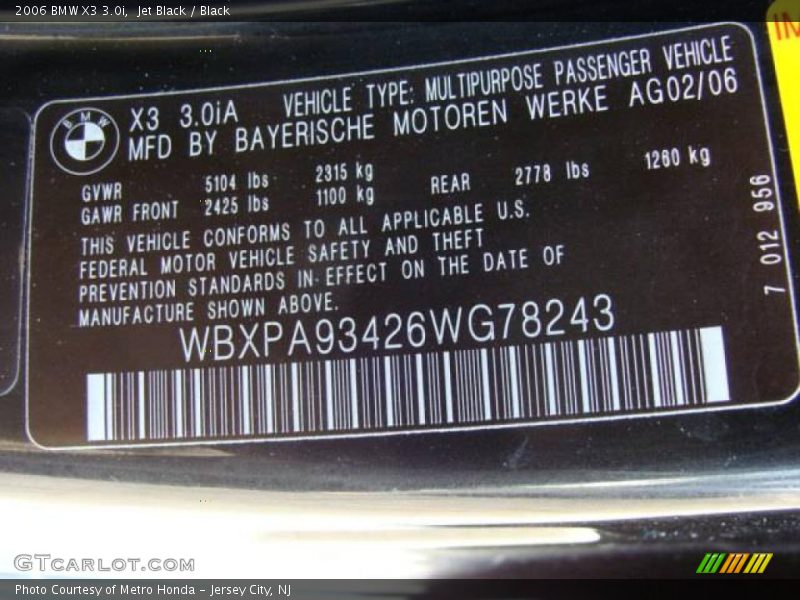 2006 BMW X3 3.0i, Jet Black / Black
IM
BMW
X3 3.0iA VEHICLE TYPE: MULTIPURPOSE PASSENGER VEHICLE
MFD BY BAYERISCHE MOTOREN WERKE AG02/06
GVWR 5104 lbs 2315 kg
GAWR FRONT 2425 lbs 1100 kg REAR 2778 lbs 1260 kg
THIS VEHICLE CONFORMS TO ALL APPLICABLE U.S.
FEDERAL MOTOR VEHICLE SAFETY AND THEFT
PREVENTION STANDARDS IN EFFECT ON THE DATE OF
MANUFACTURE SHOWN ABOVE.
WBXPA93426WG78243
7 012 956
GTCARLOT.COM
Photo Courtesy of Metro Honda - Jersey City, NJ